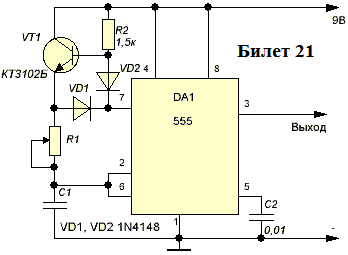 9В
R2
1,5к
VT1
Билет 21
КТ3102Б
VD2
4
8
VD1
7
DA1
555
3
Выход
R1
2
6
5
C1
C2
0,01
VD1, VD2 1N4148
1
-